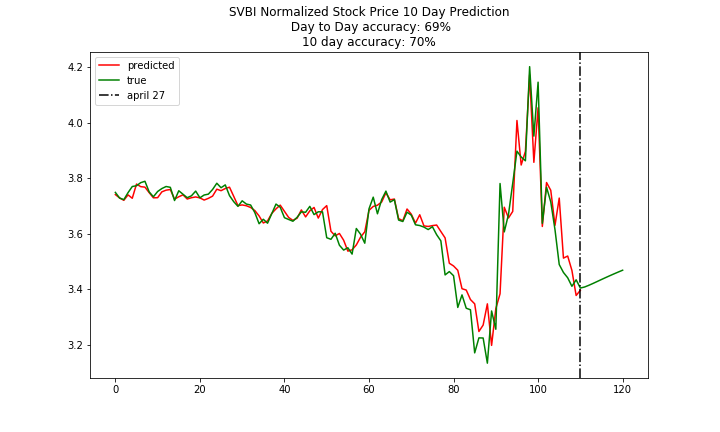 SVBI Normalized Stock Price 10 Day Prediction
Day to Day accuracy: 69%
10 day accuracy: 70%
predicted
true
april 27
4.2
4.0
3.8
3.6
3.4
3.2
0 20 40 60 80 100 120